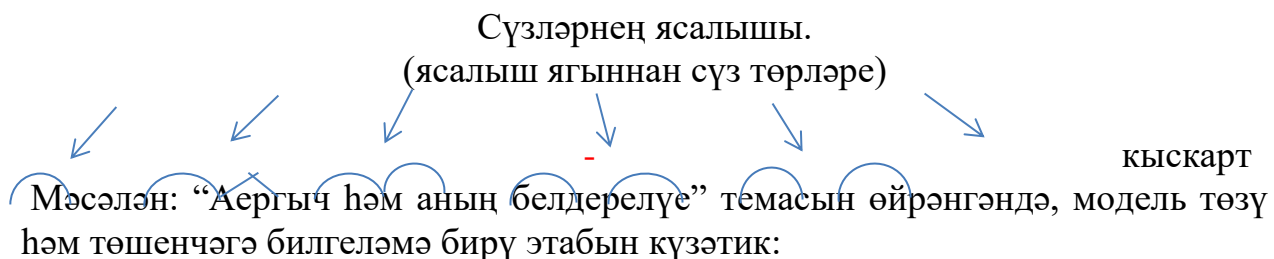 Сүзләрнең ясалышы.
(ясалыш ягыннан сүз төрләре)
- кыскарт
Мәсәлән: “Аергыч һәм аның белдерелүе” темасын өйрәнгәндә, модель төзү
һәм төшенчәгә билгеләмә бирү этабын күзәтик: